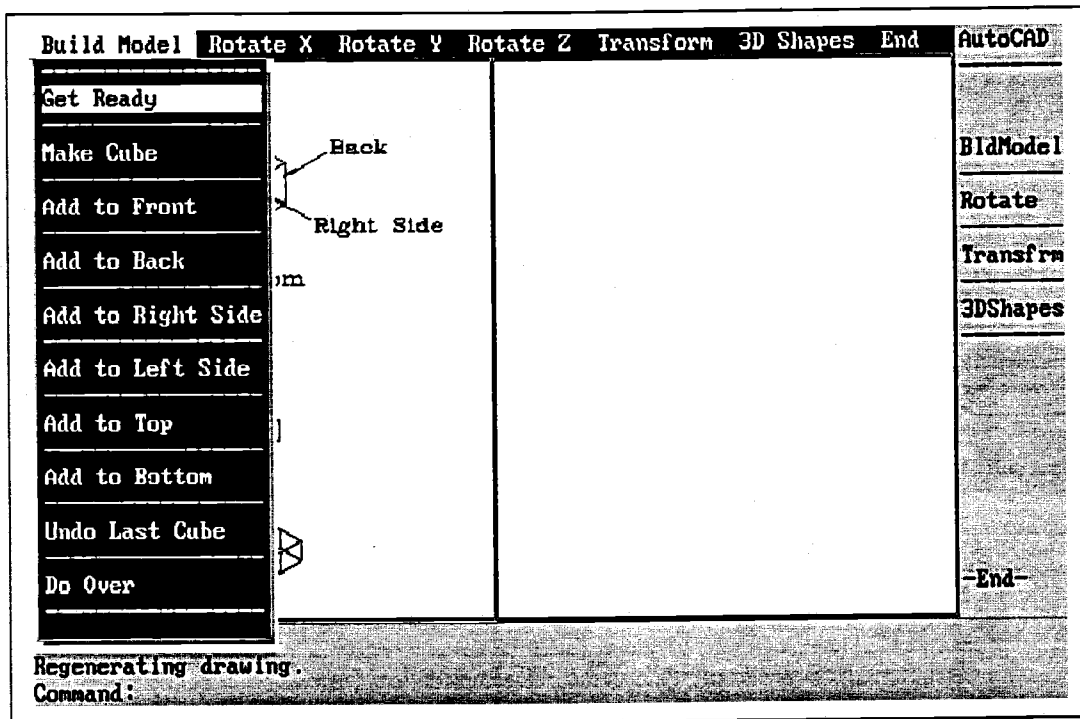 Build Model Rotate X Rotate Y Rotate Z Transform 3D Shapes End AutoCAD
Get Ready
Make Cube
Add to Front
Add to Back
Add to Right Side
Add to Left Side
Add to Top
Add to Bottom
Undo Last Cube
Do Over
Back
Right Side
BldModel
Rotate
Transfrm
3DShapes
-End-
Regenerating drawing.
Command: